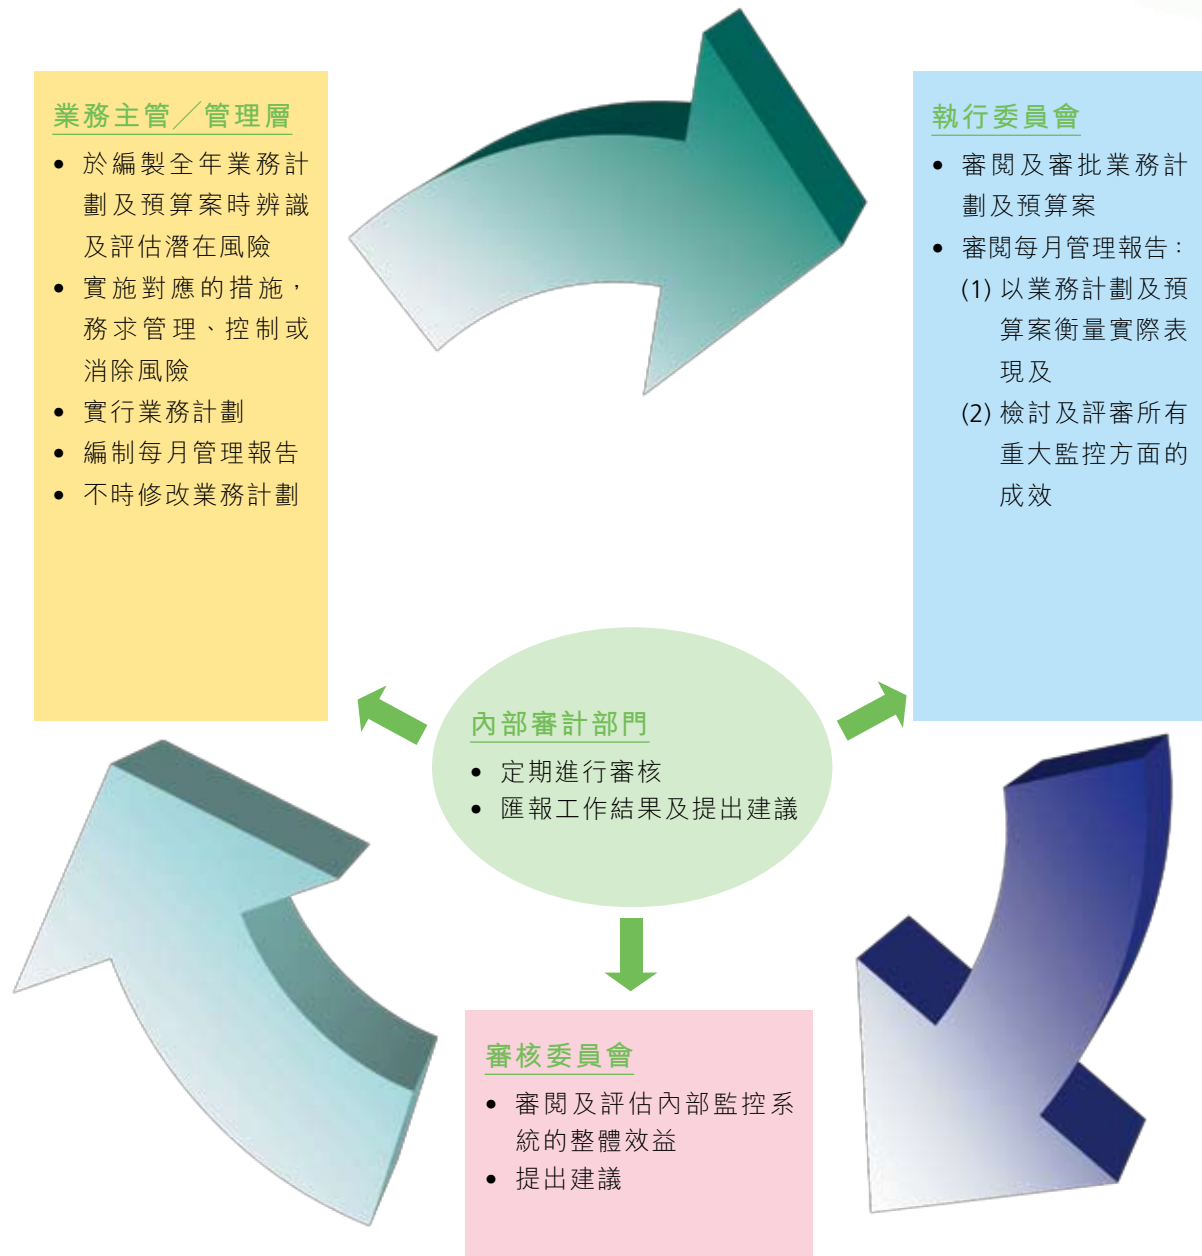 業務主管╱管理層
• 於編製全年業務計
劃及預算案時辨識
及評估潛在風險
• 實施對應的措施，
務求管理、控制或
消除風險
• 實行業務計劃
• 編制每月管理報告
• 不時修改業務計劃
執行委員會
• 審閱及審批業務計
劃及預算案
• 審閱每月管理報告：
(1) 以業務計劃及預
算案衡量實際表
現及
(2) 檢討及評審所有
重大監控方面的
成效
內部審計部門
• 定期進行審核
• 匯報工作結果及提出建議
審核委員會
• 審閱及評估內部監控系
統的整體效益
• 提出建議